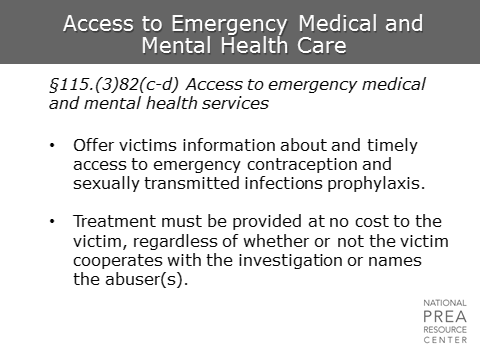 Access to Emergency Medical and
Mental Health Care
§115.(3)82(c-d) Access to emergency medical
and mental health services
• Offer victims information about and timely
access to emergency contraception and
sexually transmitted infections prophylaxis.
• Treatment must be provided at no cost to the
victim, regardless of whether or not the victim
cooperates with the investigation or names
the abuser(s).
NATIONAL
PREA
RESOURCE
CENTER